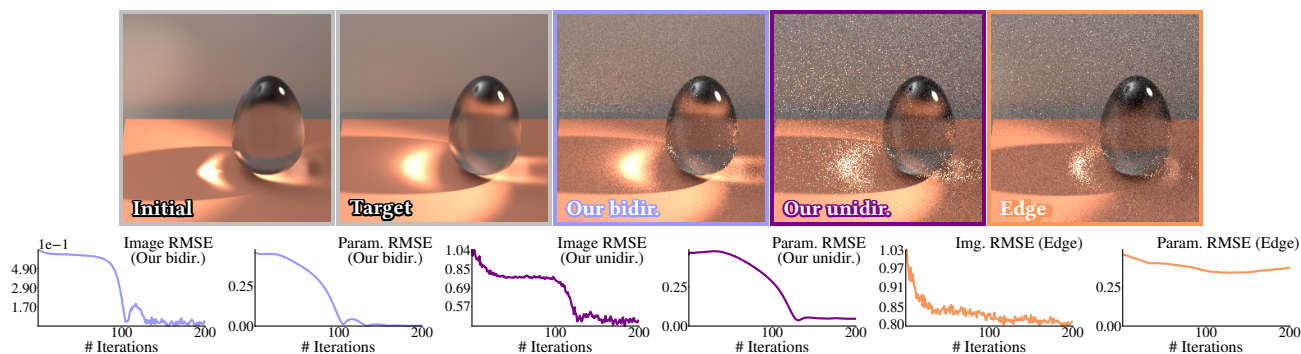 Initial
Target
Our bidir.
Our unidir.
Edge
1e−1
Image RMSE
(Our bidir.)
4.90
2.90
1.70
100
200
# Iterations
Param. RMSE
(Our bidir.)
0.25
0.00
100
200
# Iterations
1.04
Image RMSE
(Our unidir.)
0.85
0.69
0.57
100
200
# Iterations
Param. RMSE
(Our unidir.)
0.25
0.00
100
200
# Iterations
1.03
Img. RMSE (Edge)
0.97
0.91
0.85
0.80
100
200
# Iterations
Param. RMSE (Edge)
0.25
0.00
100
200
# Iterations